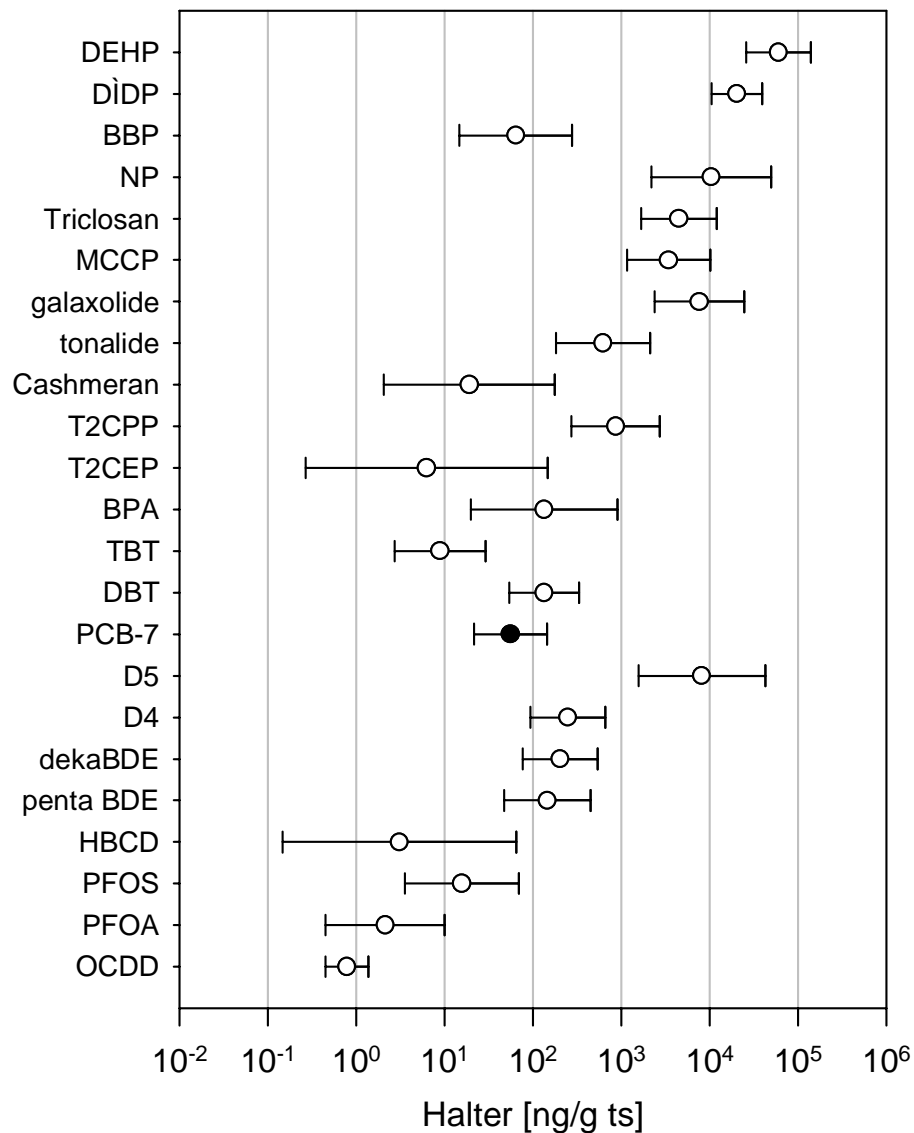 DEHP
DÌDP
BBP
NP
Triclosan
MCCP
galaxolide
tonalide
Cashmeran
T2CPP
T2CEP
BPA
TBT
DBT
PCB-7
D5
D4
dekaBDE
penta BDE
HBCD
PFOS
PFOA
OCDD
10⁻² 10⁻¹ 10⁰ 10¹ 10² 10³ 10⁴ 10⁵ 10⁶
Halter [ng/g ts]